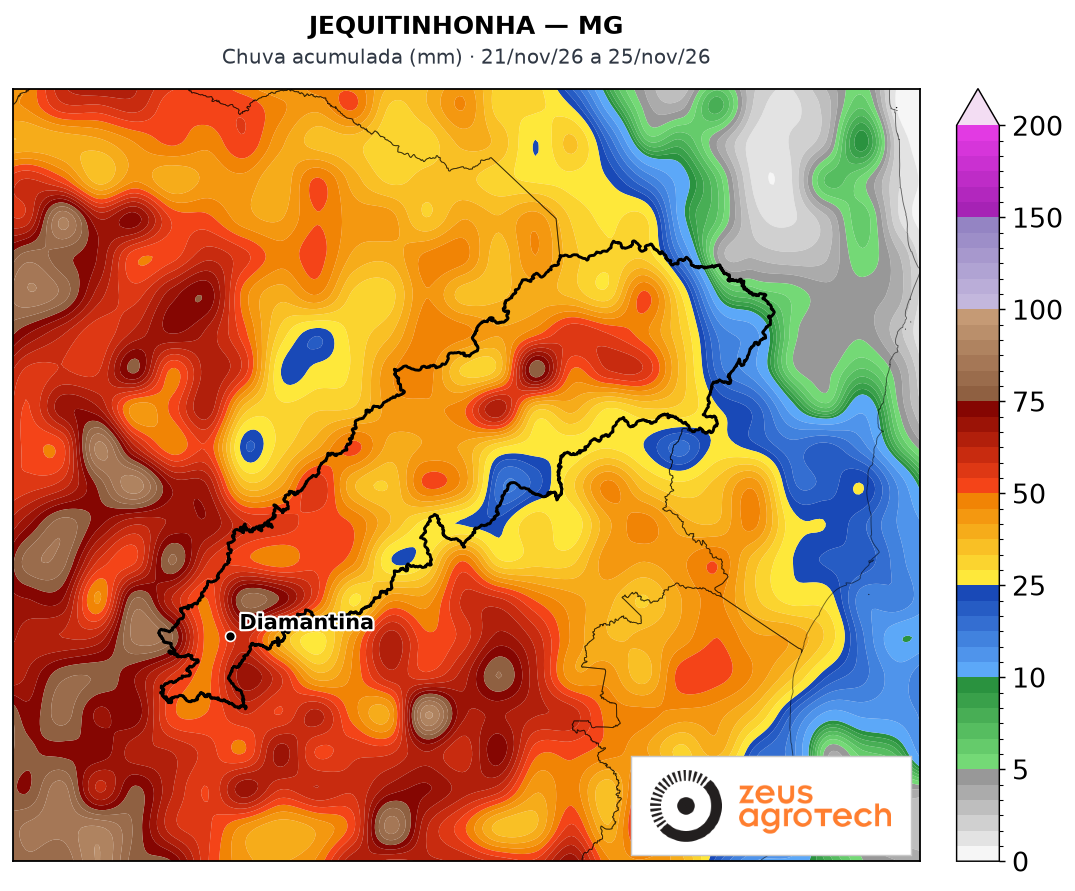 JEQUITINHONHA — MG
Chuva acumulada (mm) · 21/nov/26 a 25/nov/26
200
150
100
75
50
25
10
5
0
Diamantina
zeus
agrotech